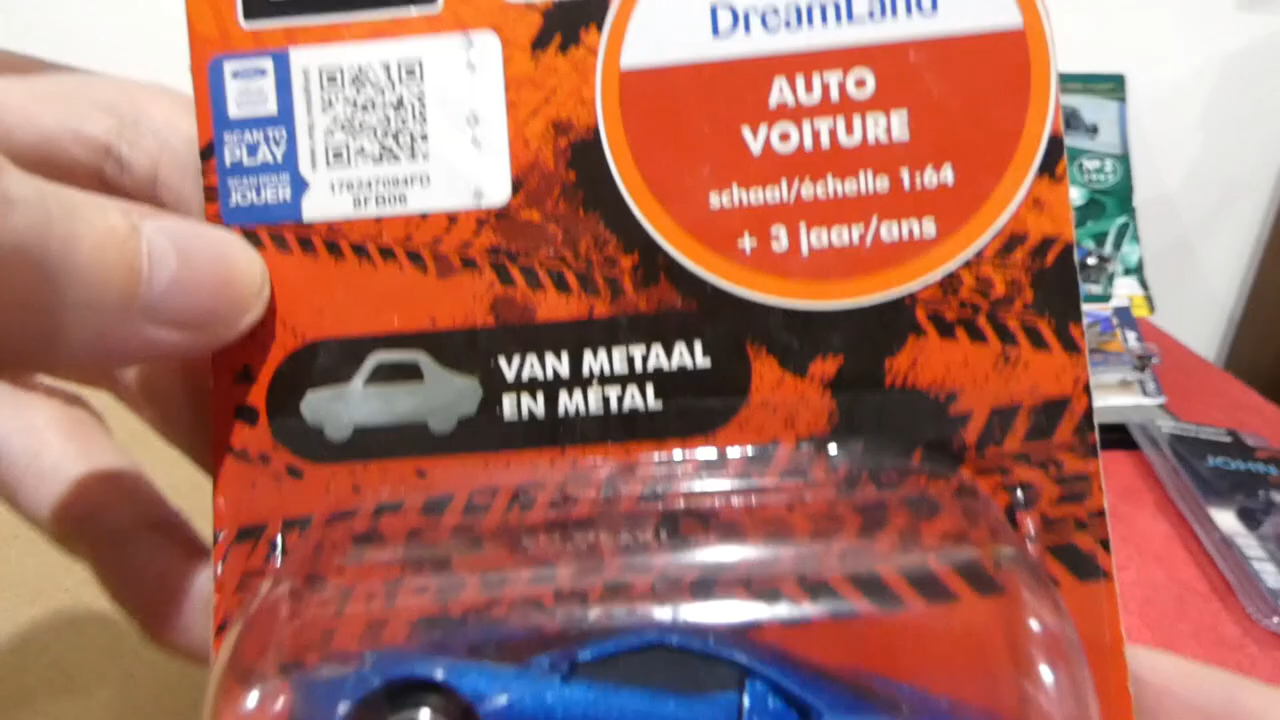 DreamLand
AUTO
VOITURE
schaal/échelle 1:64
+ 3 jaar/ans
SCAN TO
PLAY
SCAN POUR
JOUER
VAN METAAL
EN MÉTAL